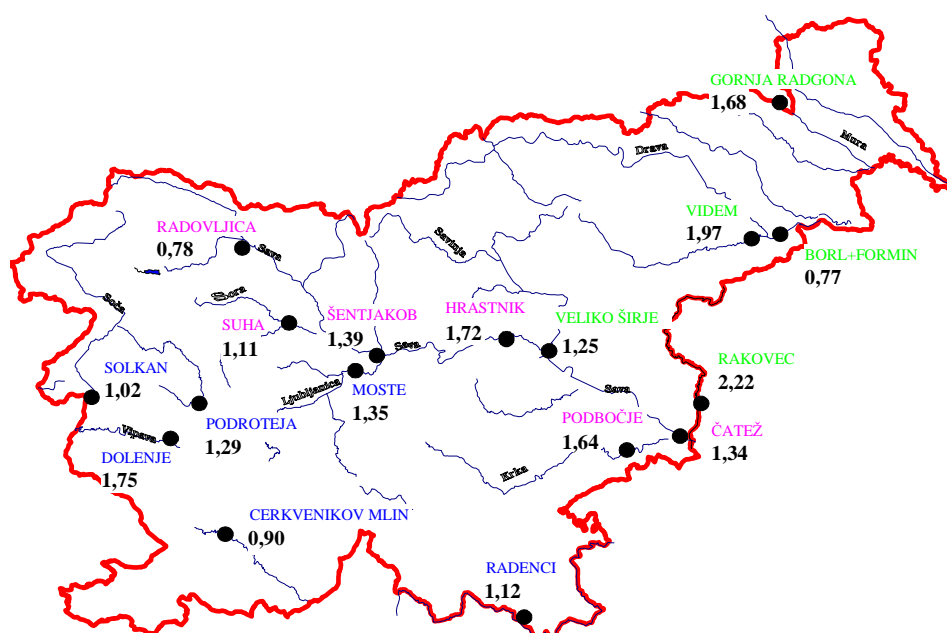 GORNJA RADGONA
1,68
Mura
Drava
VIDEM
1,97
BORL+FORMIN
0,77
RADOVLJICA
0,78
Sava
Savinja
Soča
Sora
SUHA
1,11
ŠENTJAKOB
1,39
Sava
HRASTNIK
1,72
VELIKO ŠIRJE
1,25
SOLKAN
1,02
Ljubljanica
MOSTE
1,35
Sava
RAKOVEC
2,22
PODROTEJA
1,29
Vipava
DOLENJE
1,75
PODBOČJE
1,64
ČATEŽ
1,34
Krka
CERKVENIKOV MLIN
0,90
RADENCI
1,12